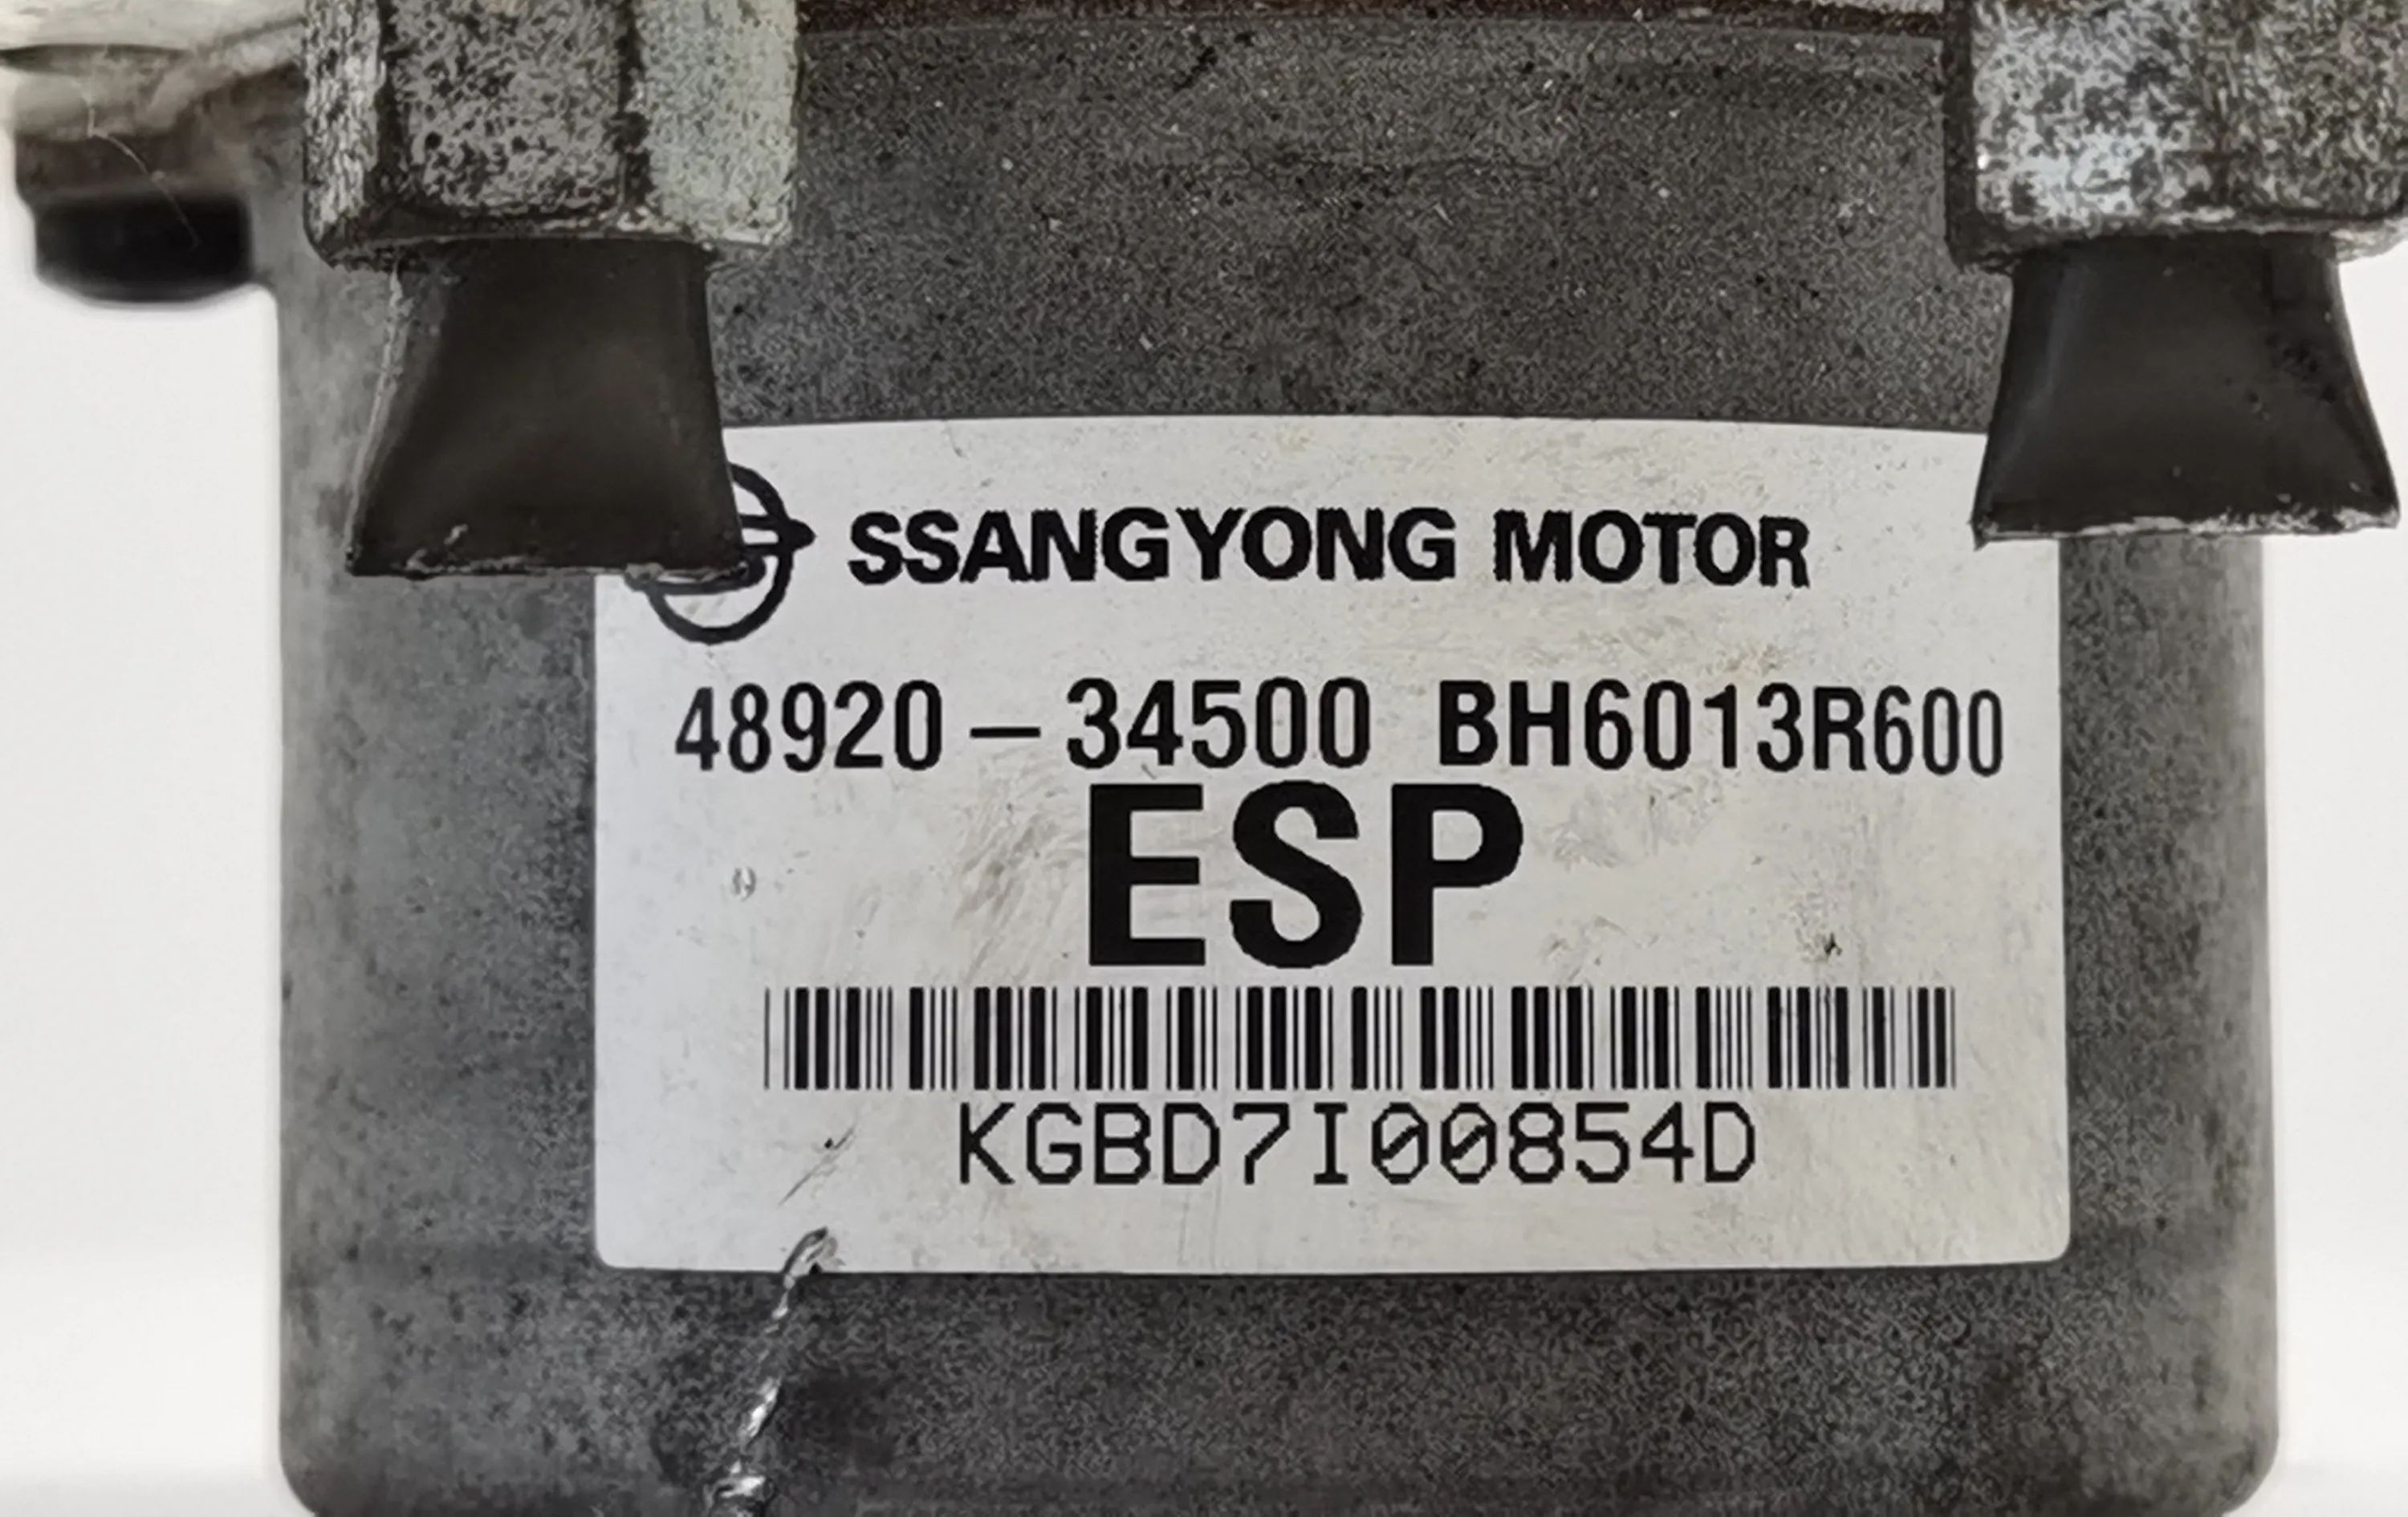 SSANGYONG MOTOR
48920-34500 BH6013R600
ESP
KGBD7I00854D